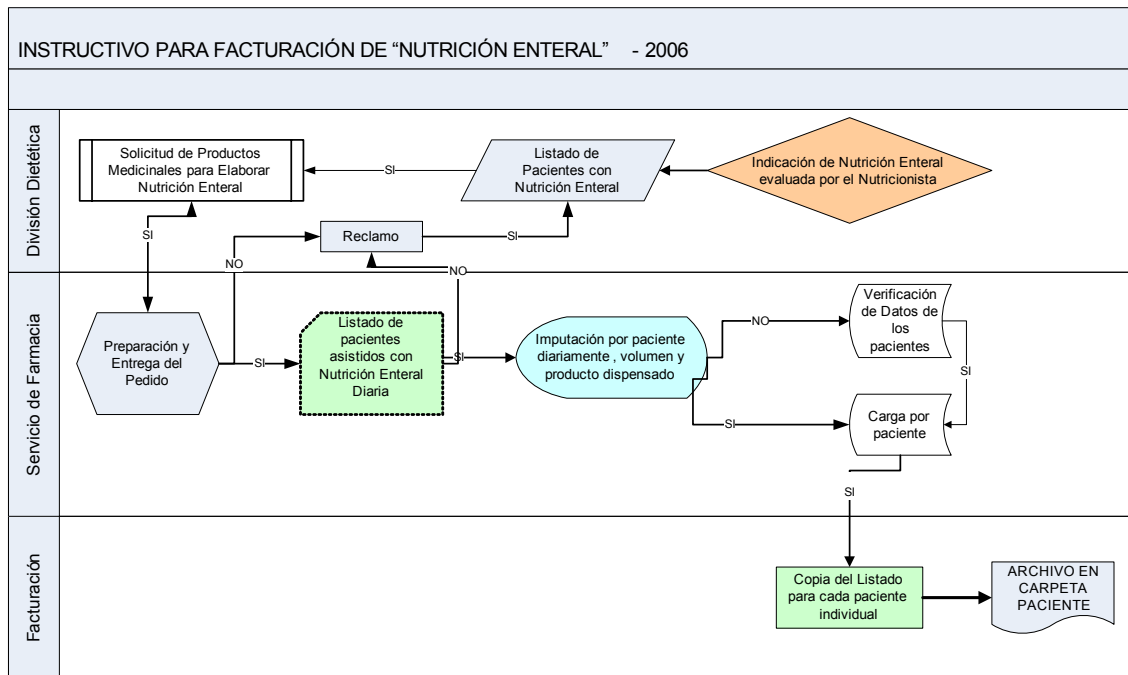 INSTRUCTIVO PARA FACTURACIÓN DE “NUTRICIÓN ENTERAL” - 2006
División Dietética
Solicitud de Productos
Medicinales para Elaborar
Nutrición Enteral
SI
Listado de
Pacientes con
Nutrición Enteral
Indicación de Nutrición Enteral
evaluada por el Nutricionista
SI
NO
Reclamo
SI
NO
Servicio de Farmacia
Preparación y
Entrega del
Pedido
SI
Listado de
pacientes
asistidos con
Nutrición Enteral
Diaria
SI
Imputación por paciente
diariamente , volumen y
producto dispensado
NO
Verificación
de Datos de
los
pacientes
SI
SI
Carga por
paciente
SI
Facturación
Copia del Listado
para cada paciente
individual
ARCHIVO EN
CARPETA
PACIENTE